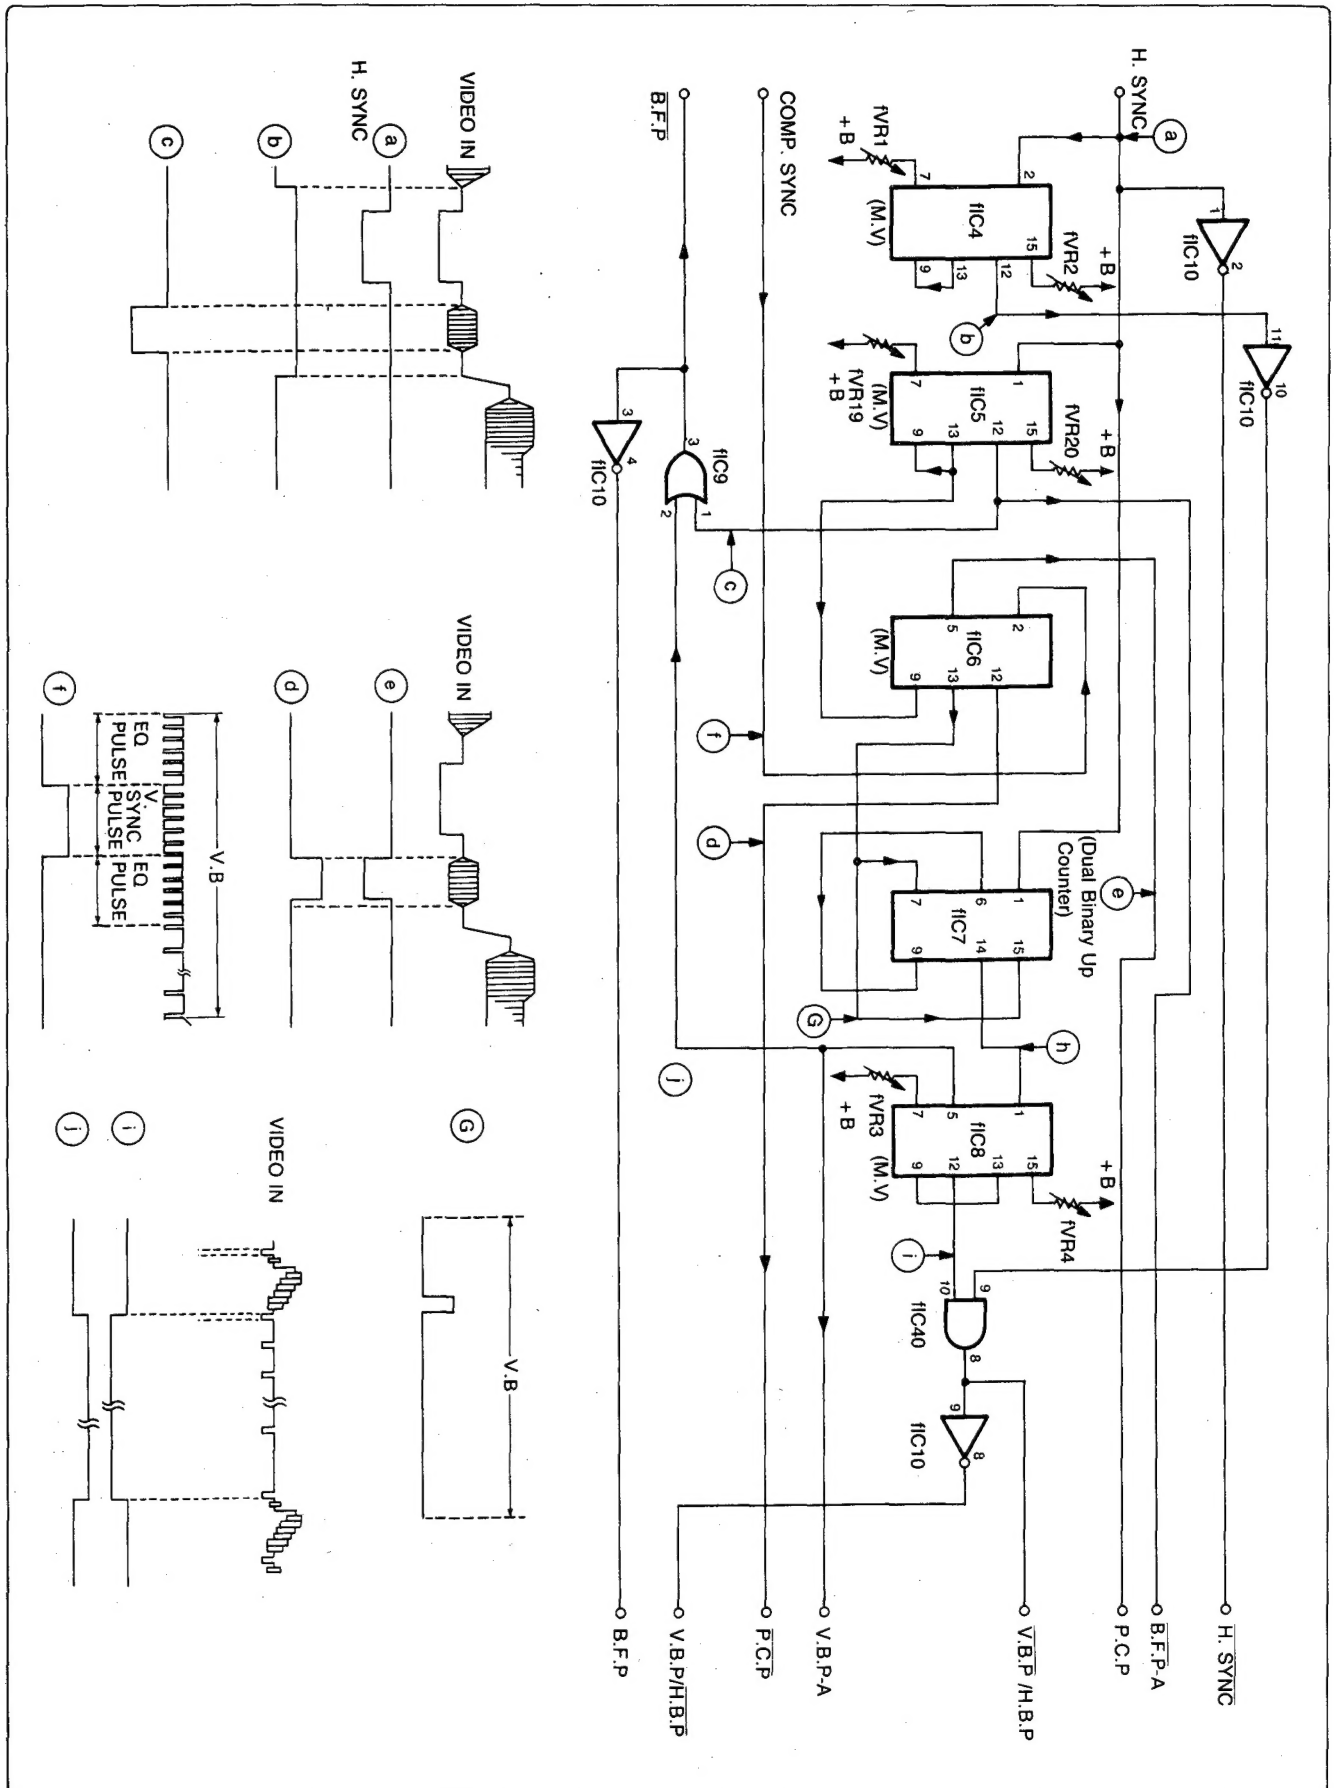 H. SYNC
a
1
2
fIC10
11
10
fIC10
H. SYNC
B.F.P-A
P.C.P
+B
fVR2
2
15
fIC4
7
12
13
9
(M.V)
fVR1
+B
b
+B
fVR20
1
15
12
fIC5
7
13
9
(M.V)
fVR19
+B
COMP. SYNC
B.F.P
fIC9
3
1
2
c
3
4
fIC10
2
5
fIC6
12
13
9
(M.V)
f
d
(Dual Binary Up
Counter)
e
1
6
7
fIC7
15
14
9
G
h
j
1
5
7
fIC8
15
13
12
9
(M.V)
fVR3
+B
+B
fVR4
i
9
10
8
fIC40
9
8
fIC10
V.B.P /H.B.P
V.B.P-A
P.C.P
V.B.P/H.B.P
B.F.P
VIDEO IN
H. SYNC
a
b
c
VIDEO IN
e
d
V.B
EQ
PULSE
V.
SYNC
PULSE
EQ
PULSE
f
G
V.B
VIDEO IN
i
j